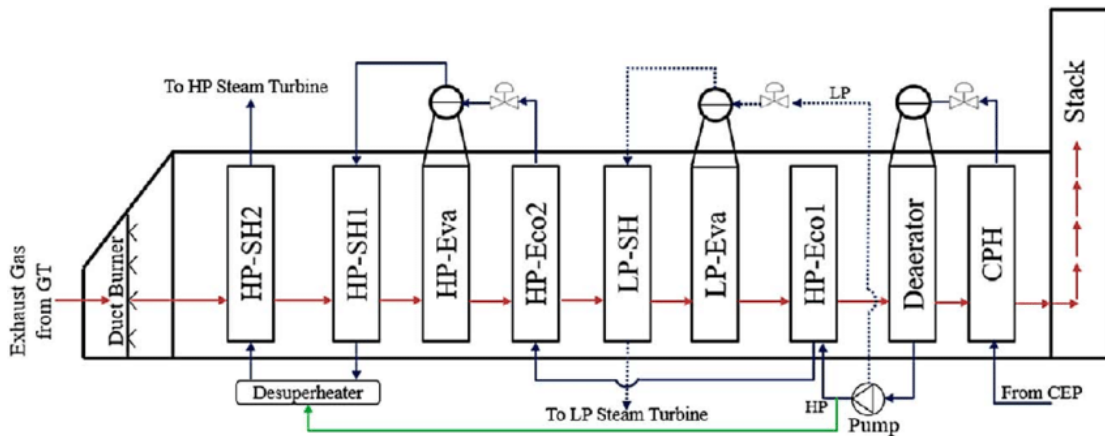 To HP Steam Turbine
LP
Stack
Exhaust Gas
from GT
Duct Burner
HP-SH2
HP-SH1
HP-Eva
HP-Eco2
LP-SH
LP-Eva
HP-Eco1
Deaerator
CPH
Desuperheater
To LP Steam Turbine
HP
Pump
From CEP